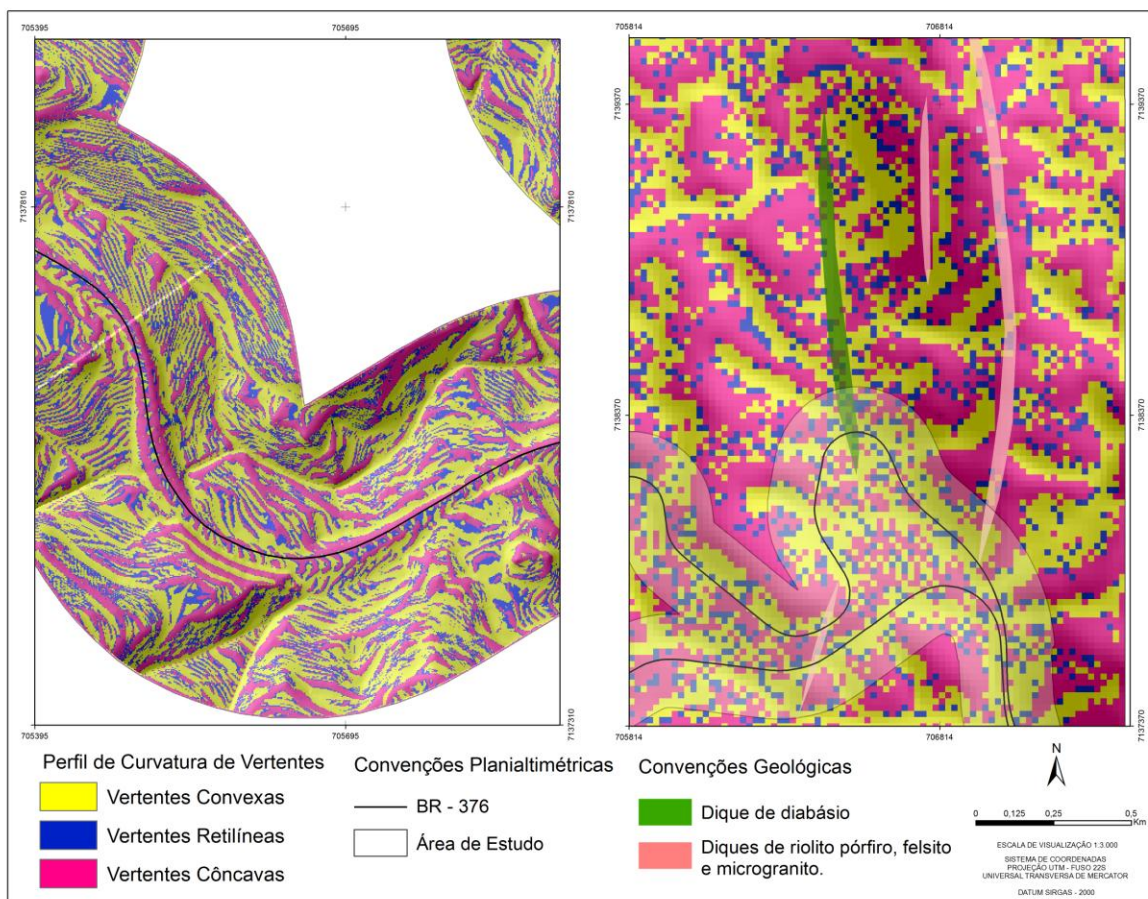 705395
705695
705814
706814
7137810
7139370
7139370
7138370
7138370
7137810
7137310
7137370
705395
705695
705814
706814
Perfil de Curvatura de Vertentes
Vertentes Convexas
Vertentes Retilíneas
Vertentes Côncavas
Convenções Planialtimétricas
BR - 376
Área de Estudo
Convenções Geológicas
Dique de diabásio
Diques de riolito pórfiro, felsito
e microgranito.
N
0 0,125 0,25 0,5
Km
ESCALA DE VISUALIZAÇÃO 1:3.000
SISTEMA DE COORDENADAS
PROJEÇÃO UTM - FUSO 22S
UNIVERSAL TRANSVERSA DE MERCATOR
DATUM SIRGAS - 2000